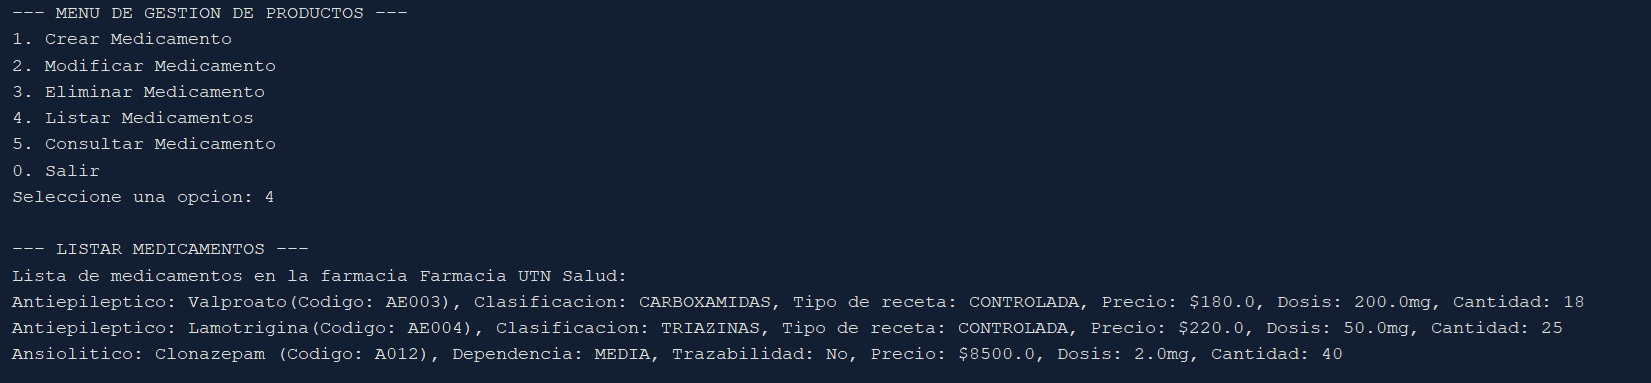 --- MENU DE GESTION DE PRODUCTOS ---
1. Crear Medicamento
2. Modificar Medicamento
3. Eliminar Medicamento
4. Listar Medicamentos
5. Consultar Medicamento
0. Salir
Seleccione una opcion: 4
--- LISTAR MEDICAMENTOS ---
Lista de medicamentos en la farmacia Farmacia UTN Salud:
Antiepileptico: Valproato(Codigo: AE003), Clasificacion: CARBOXAMIDAS, Tipo de receta: CONTROLADA, Precio: $180.0, Dosis: 200.0mg, Cantidad: 18
Antiepileptico: Lamotrigina(Codigo: AE004), Clasificacion: TRIAZINAS, Tipo de receta: CONTROLADA, Precio: $220.0, Dosis: 50.0mg, Cantidad: 25
Ansiolitico: Clonazepam (Codigo: A012), Dependencia: MEDIA, Trazabilidad: No, Precio: $8500.0, Dosis: 2.0mg, Cantidad: 40